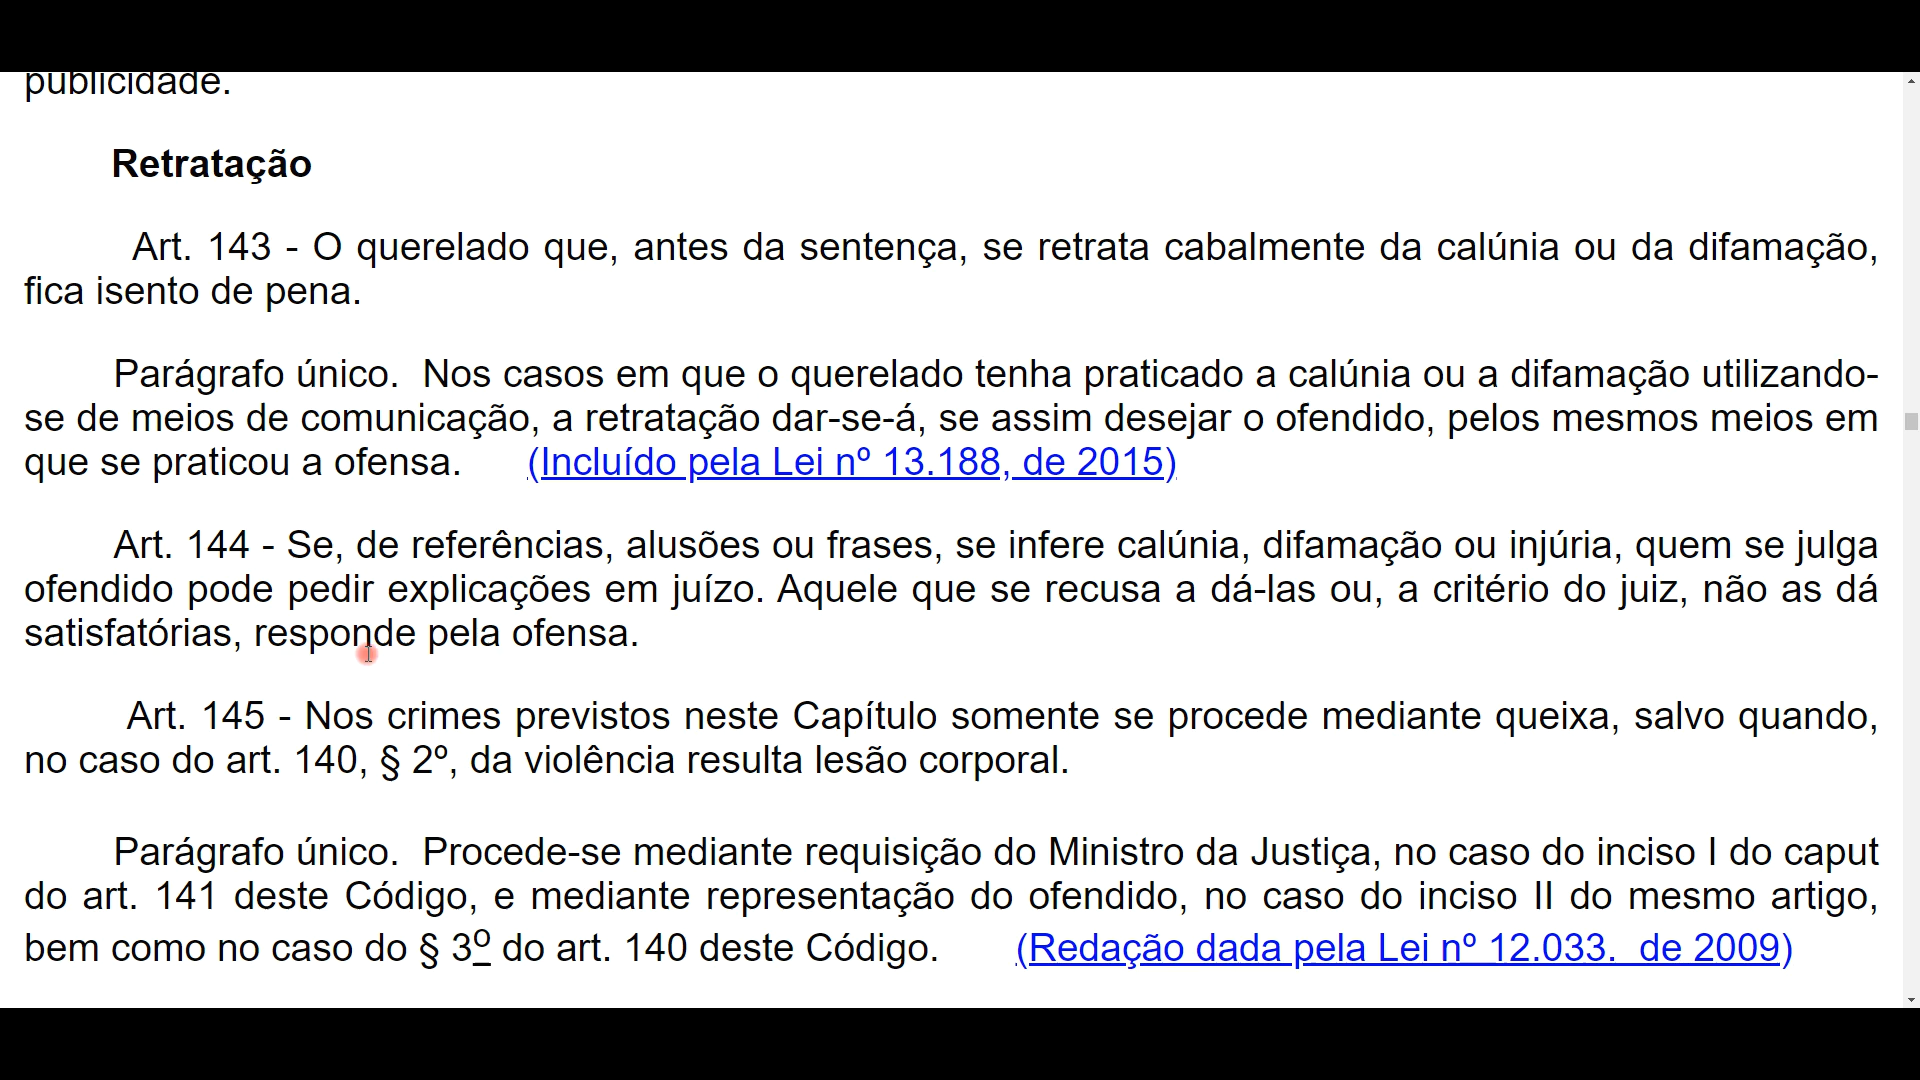 publicidade.
Retratação
Art. 143 - O querelado que, antes da sentença, se retrata cabalmente da calúnia ou da difamação,
fica isento de pena.
Parágrafo único.  Nos casos em que o querelado tenha praticado a calúnia ou a difamação utilizando-
se de meios de comunicação, a retratação dar-se-á, se assim desejar o ofendido, pelos mesmos meios em
que se praticou a ofensa.      (Incluído pela Lei nº 13.188, de 2015)
Art. 144 - Se, de referências, alusões ou frases, se infere calúnia, difamação ou injúria, quem se julga
ofendido pode pedir explicações em juízo. Aquele que se recusa a dá-las ou, a critério do juiz, não as dá
satisfatórias, responde pela ofensa.
Art. 145 - Nos crimes previstos neste Capítulo somente se procede mediante queixa, salvo quando,
no caso do art. 140, § 2º, da violência resulta lesão corporal.
Parágrafo único.  Procede-se mediante requisição do Ministro da Justiça, no caso do inciso I do caput
do art. 141 deste Código, e mediante representação do ofendido, no caso do inciso II do mesmo artigo,
bem como no caso do § 3º do art. 140 deste Código.      (Redação dada pela Lei nº 12.033.  de 2009)